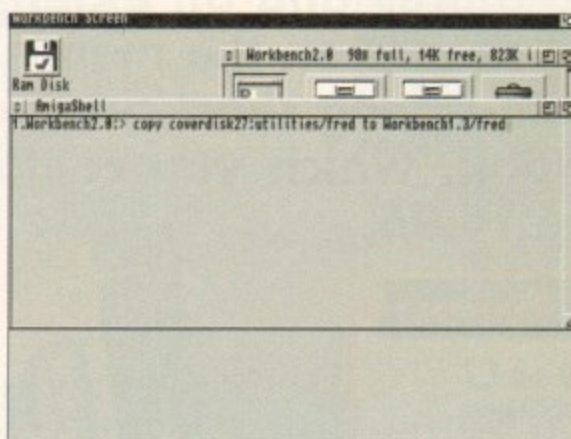 Workbench Screen
Workbench2.0 98% full, 14K free, 823K i
Ram Disk
AmigaShell
1.Workbench2.0:> copy coverdisk27:utilities/fred to Workbench1.3/fred